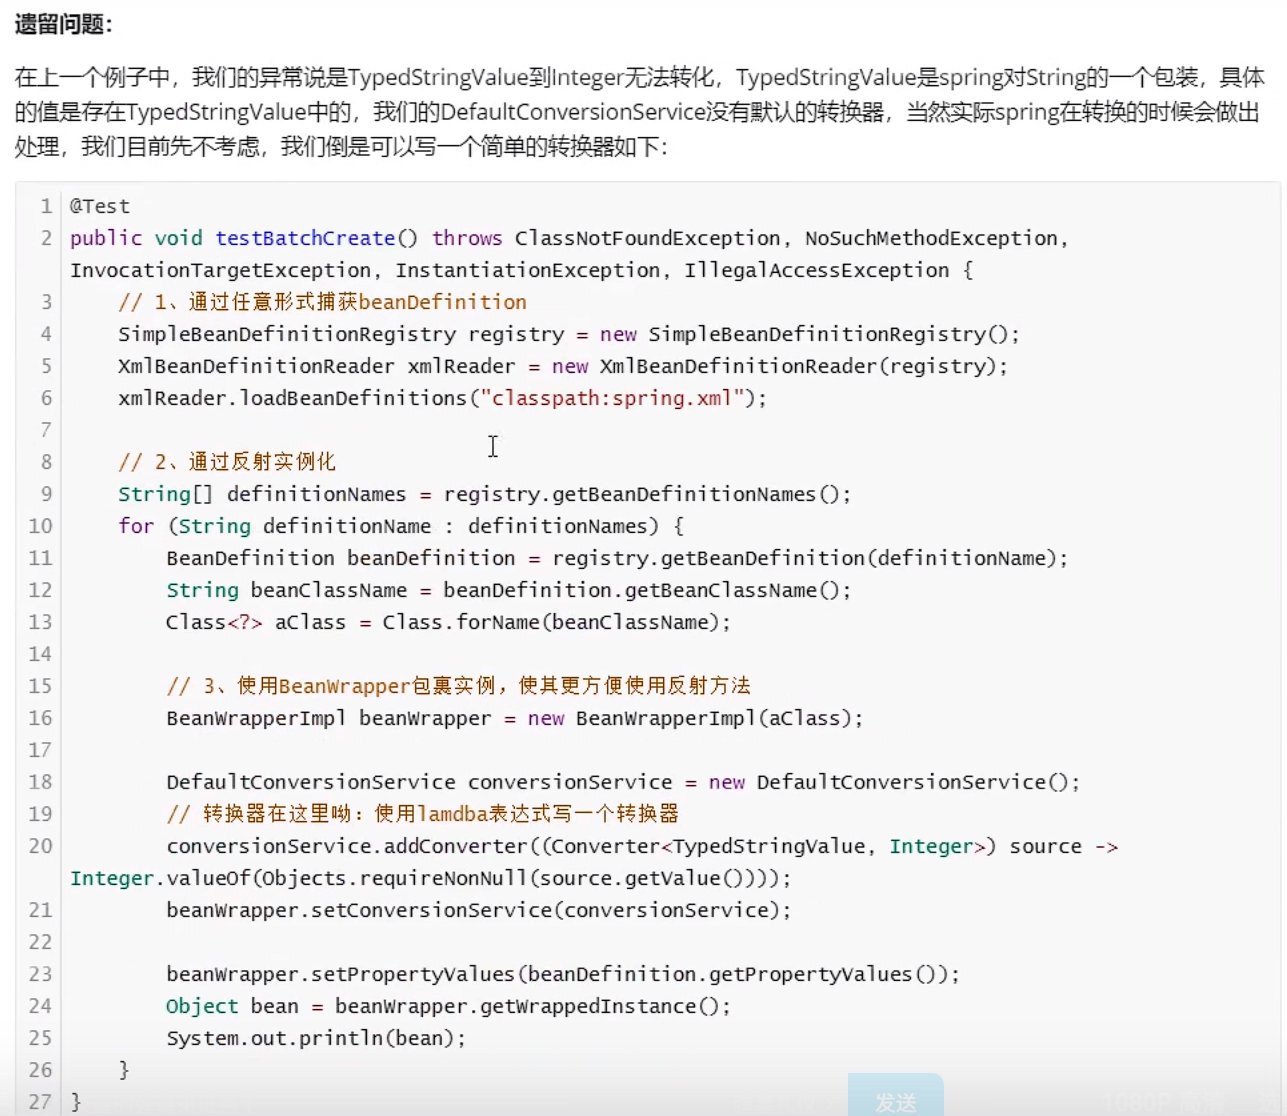 遗留问题：
在上一个例子中，我们的异常说是TypedStringValue到Integer无法转化，TypedStringValue是spring对String的一个包装，具体
的值是存在TypedStringValue中的，我们的DefaultConversionService没有默认的转换器，当然实际spring在转换的时候会做出
处理，我们目前先不考虑，我们倒是可以写一个简单的转换器如下：
1 @Test
2 public void testBatchCreate() throws ClassNotFoundException, NoSuchMethodException,
InvocationTargetException, InstantiationException, IllegalAccessException {
3     // 1、通过任意形式捕获beanDefinition
4     SimpleBeanDefinitionRegistry registry = new SimpleBeanDefinitionRegistry();
5     XmlBeanDefinitionReader xmlReader = new XmlBeanDefinitionReader(registry);
6     xmlReader.loadBeanDefinitions("classpath:spring.xml");
7
8     // 2、通过反射实例化
9     String[] definitionNames = registry.getBeanDefinitionNames();
10     for (String definitionName : definitionNames) {
11         BeanDefinition beanDefinition = registry.getBeanDefinition(definitionName);
12         String beanClassName = beanDefinition.getBeanClassName();
13         Class<?> aClass = Class.forName(beanClassName);
14
15         // 3、使用BeanWrapper包裹实例，使其更方便使用反射方法
16         BeanWrapperImpl beanWrapper = new BeanWrapperImpl(aClass);
17
18         DefaultConversionService conversionService = new DefaultConversionService();
19         // 转换器在这里呦：使用lamdba表达式写一个转换器
20         conversionService.addConverter((Converter<TypedStringValue, Integer>) source ->
Integer.valueOf(Objects.requireNonNull(source.getValue())));
21         beanWrapper.setConversionService(conversionService);
22
23         beanWrapper.setPropertyValues(beanDefinition.getPropertyValues());
24         Object bean = beanWrapper.getWrappedInstance();
25         System.out.println(bean);
26     }
27 }
发送